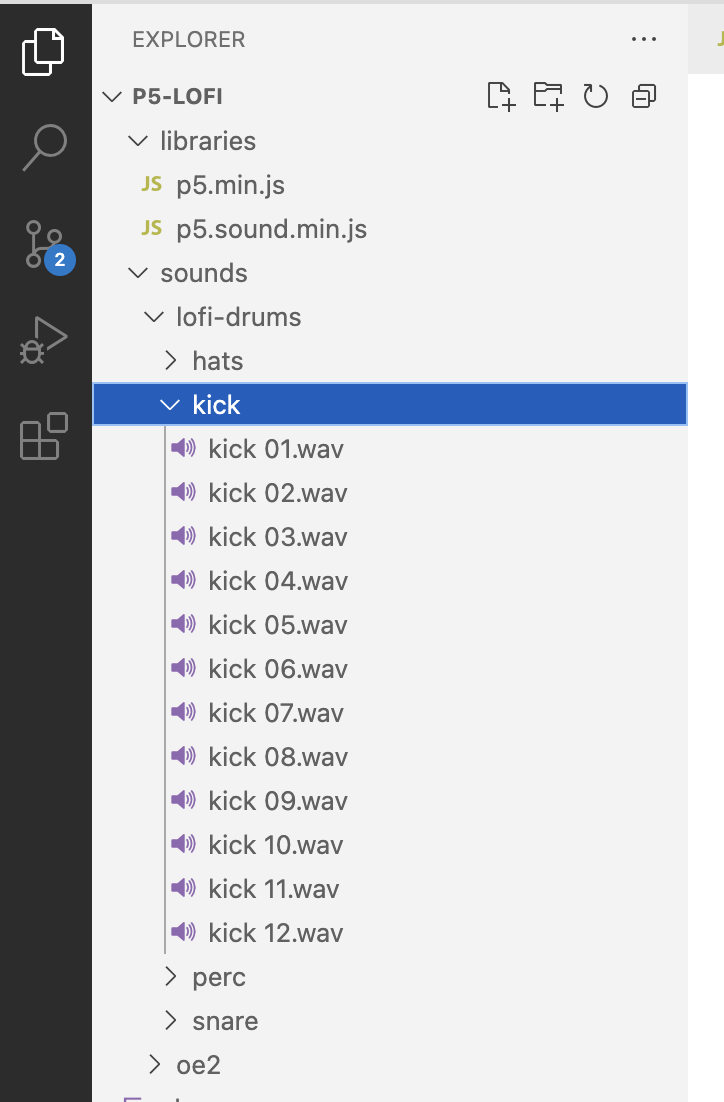 EXPLORER
P5-LOFI
libraries
JS p5.min.js
JS p5.sound.min.js
sounds
2
lofi-drums
hats
kick
kick 01.wav
kick 02.wav
kick 03.wav
kick 04.wav
kick 05.wav
kick 06.wav
kick 07.wav
kick 08.wav
kick 09.wav
kick 10.wav
kick 11.wav
kick 12.wav
perc
snare
oe2